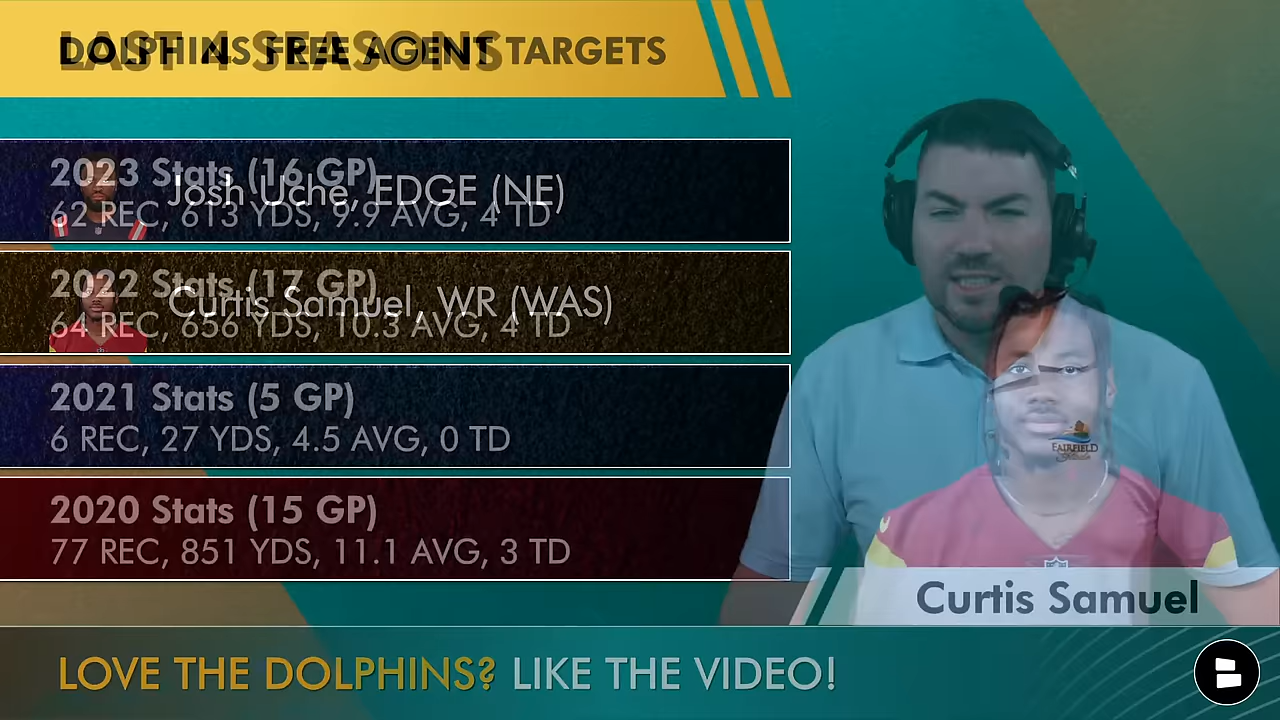 LAST 4 SEASONS
DOLPHINS FREE AGENT TARGETS
2023 Stats (16 GP)
Josh Uche, EDGE (NE)
62 REC, 613 YDS, 9.9 AVG, 4 TD
2022 Stats (17 GP)
Curtis Samuel, WR (WAS)
64 REC, 656 YDS, 10.3 AVG, 4 TD
2021 Stats (5 GP)
6 REC, 27 YDS, 4.5 AVG, 0 TD
2020 Stats (15 GP)
77 REC, 851 YDS, 11.1 AVG, 3 TD
FAIRFIELD
Curtis Samuel
LOVE THE DOLPHINS? LIKE THE VIDEO!